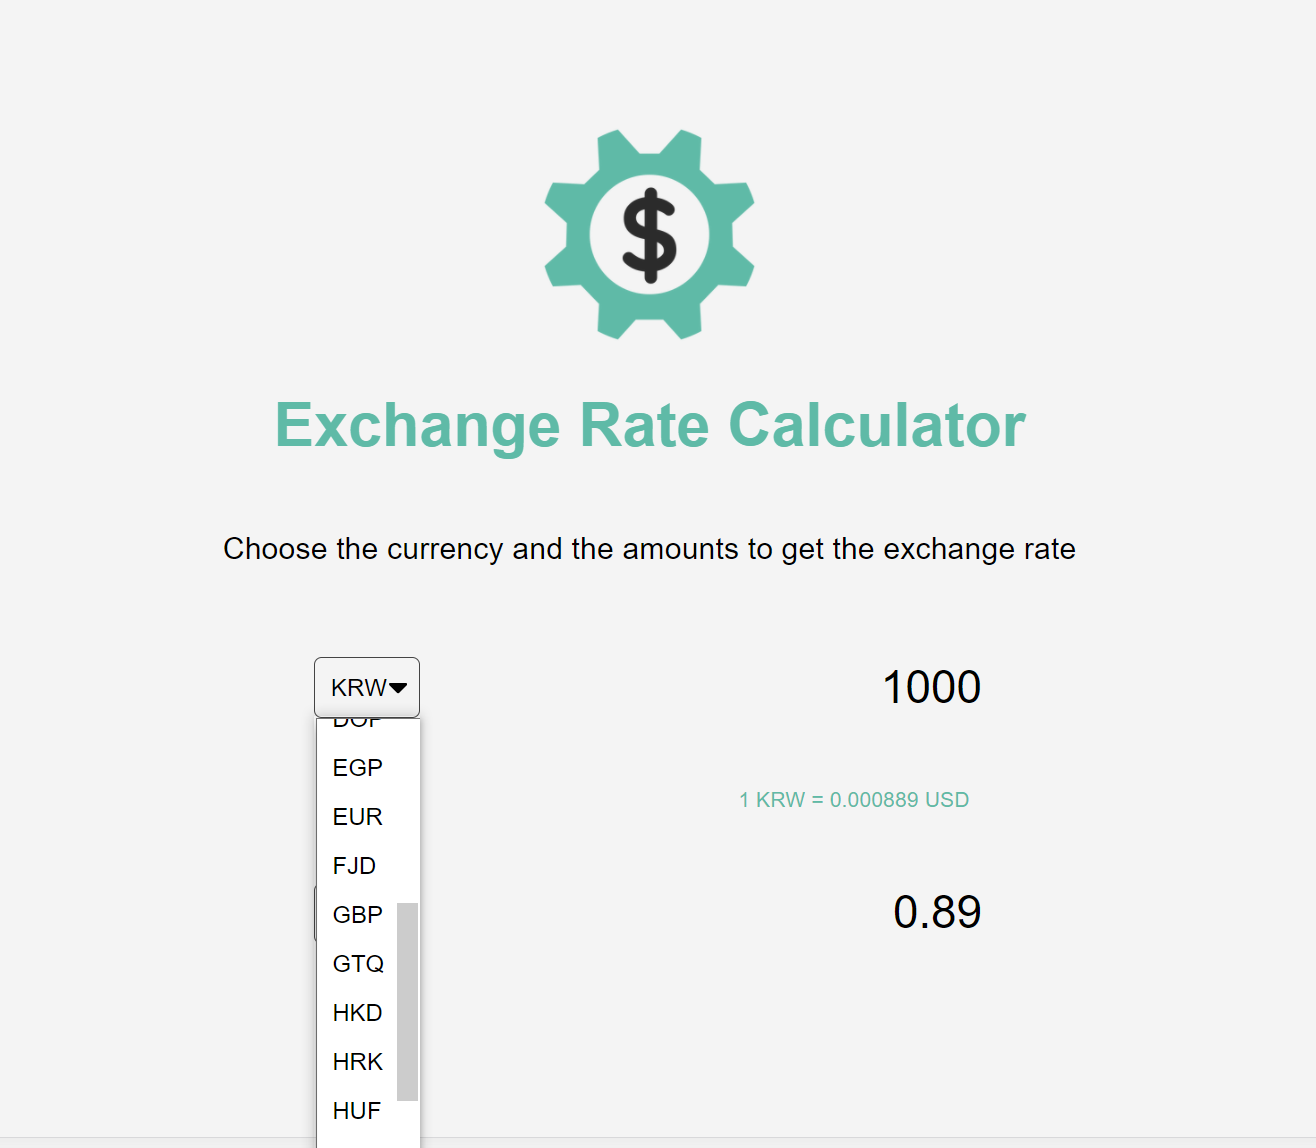 $
Exchange Rate Calculator
Choose the currency and the amounts to get the exchange rate
KRW
1000
DOP
EGP
1 KRW = 0.000889 USD
EUR
FJD
GBP
0.89
GTQ
HKD
HRK
HUF